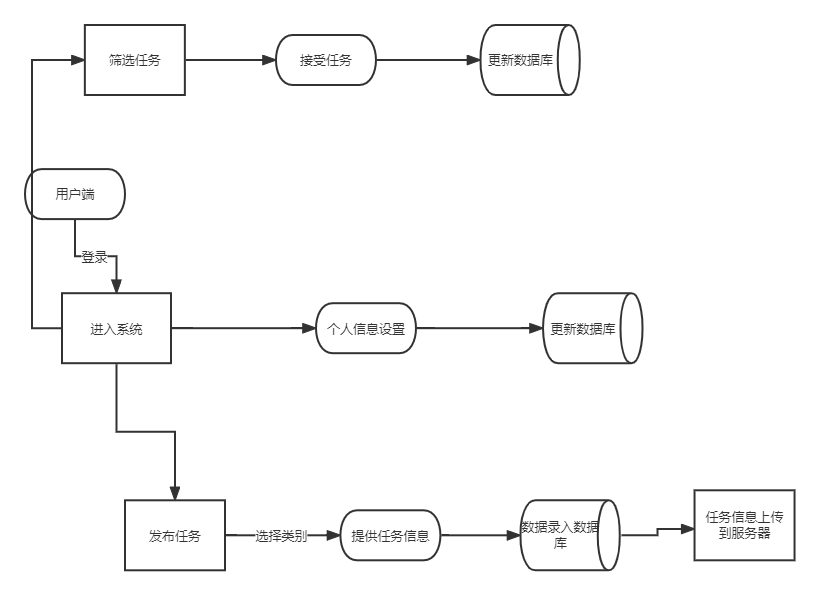 筛选任务
接受任务
更新数据库
用户端
登录
进入系统
个人信息设置
更新数据库
发布任务
选择类别
提供任务信息
数据录入数据
库
任务信息上传
到服务器